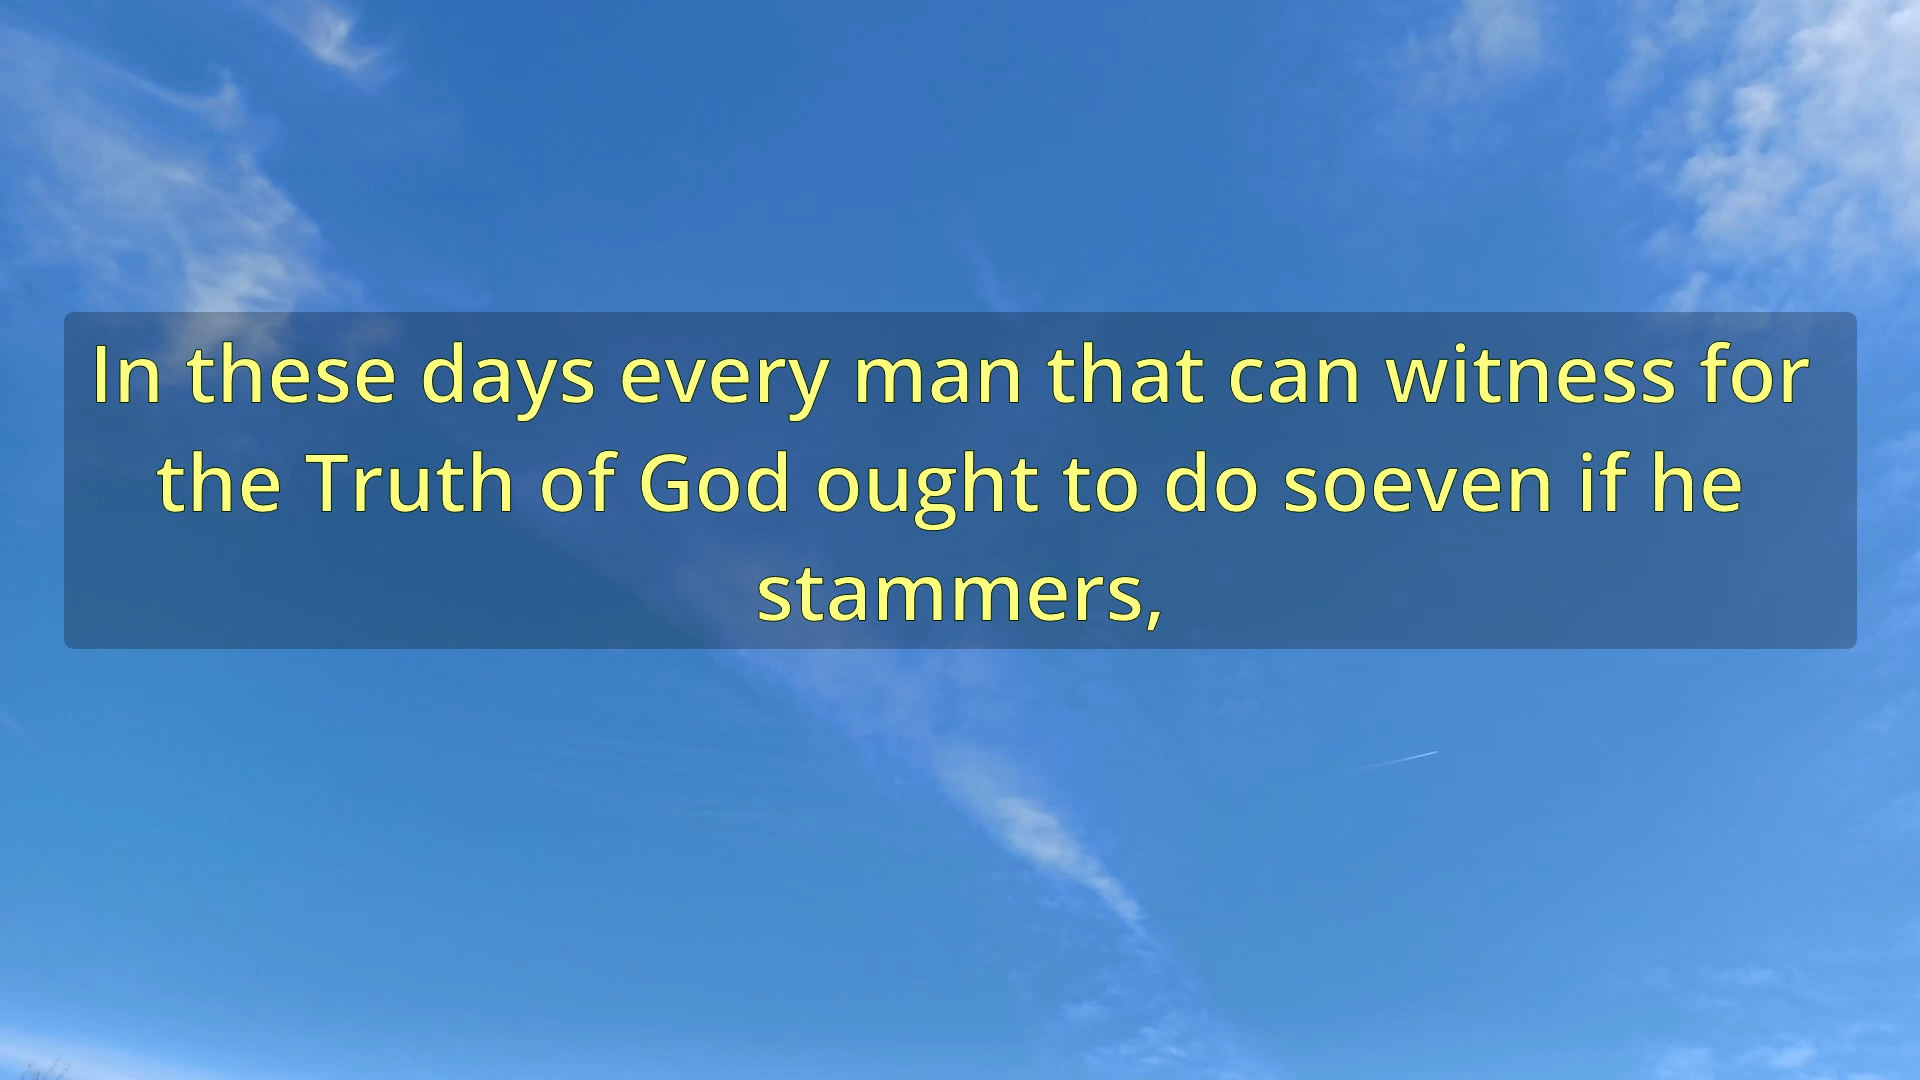 In these days every man that can witness for
the Truth of God ought to do soeven if he
stammers,